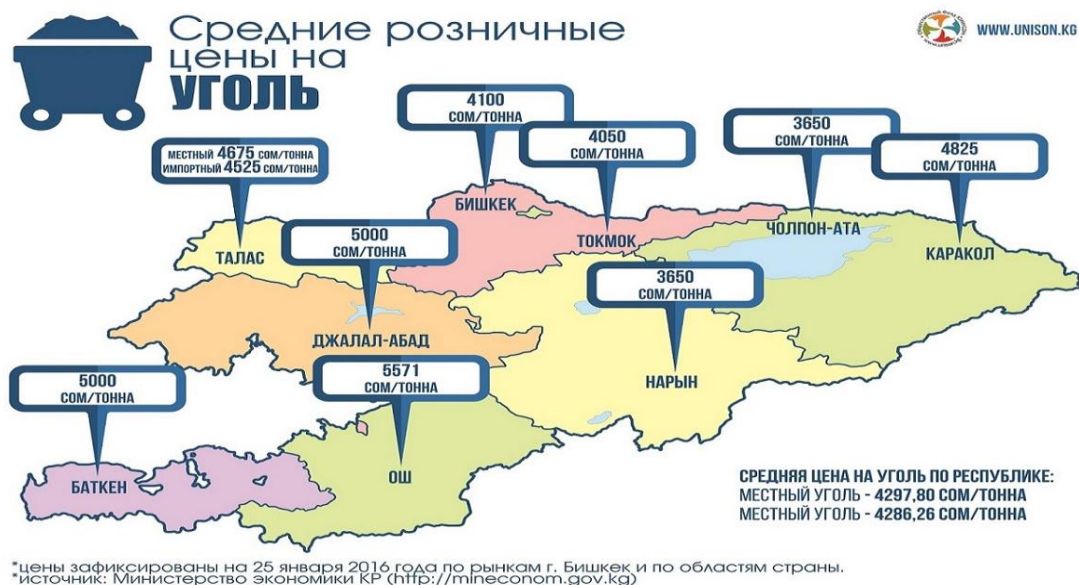 Средние розничные
цены на
УГОЛЬ
WWW.UNISON.KG
4100
СОМ/ТОННА
4050
СОМ/ТОННА
3650
СОМ/ТОННА
4825
СОМ/ТОННА
МЕСТНЫЙ 4675 СОМ/ТОННА
ИМПОРТНЫЙ 4525 СОМ/ТОННА
БИШКЕК
ТОКМОК
ЧОЛПОН-АТА
КАРАКОЛ
ТАЛАС
5000
СОМ/ТОННА
3650
СОМ/ТОННА
ДЖАЛАЛ-АБАД
НАРЫН
5000
СОМ/ТОННА
5571
СОМ/ТОННА
БАТКЕН
ОШ
СРЕДНЯЯ ЦЕНА НА УГОЛЬ ПО РЕСПУБЛИКЕ:
МЕСТНЫЙ УГОЛЬ - 4297,80 СОМ/ТОННА
МЕСТНЫЙ УГОЛЬ - 4286,26 СОМ/ТОННА
*цены зафиксированы на 25 января 2016 года по рынкам г. Бишкек и по областям страны.
*источник: Министерство экономики КР (http://mineconom.gov.kg)